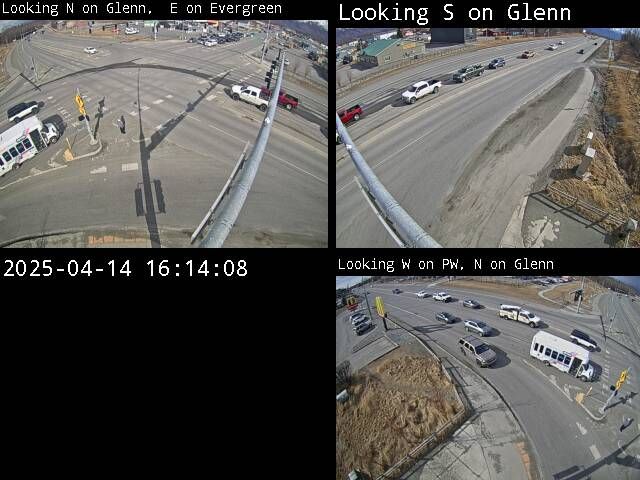 Looking N on Glenn,  E on Evergreen
Looking S on Glenn
2025-04-14 16:14:08
Looking W on PW, N on Glenn